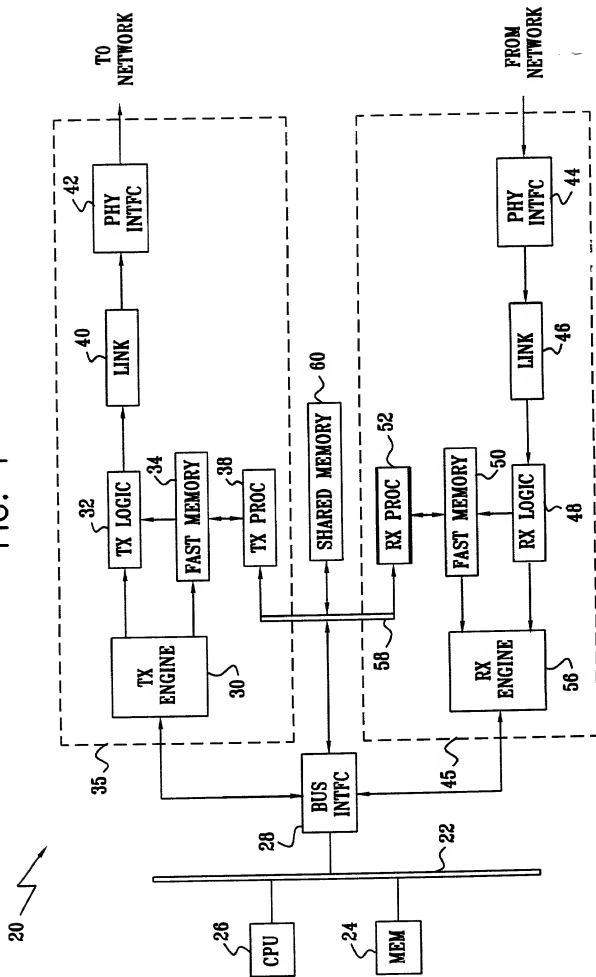 FIG. 1
20
TO
NETWORK
42
PHY
INTFC
40
LINK
32
TX LOGIC
34
FAST MEMORY
38
TX PROC
TX
ENGINE
30
35
60
SHARED MEMORY
58
BUS
INTFC
28
22
CPU
26
MEM
24
52
RX PROC
50
FAST MEMORY
RX LOGIC
48
RX
ENGINE
56
45
LINK
46
PHY
INTFC
44
FROM
NETWORK